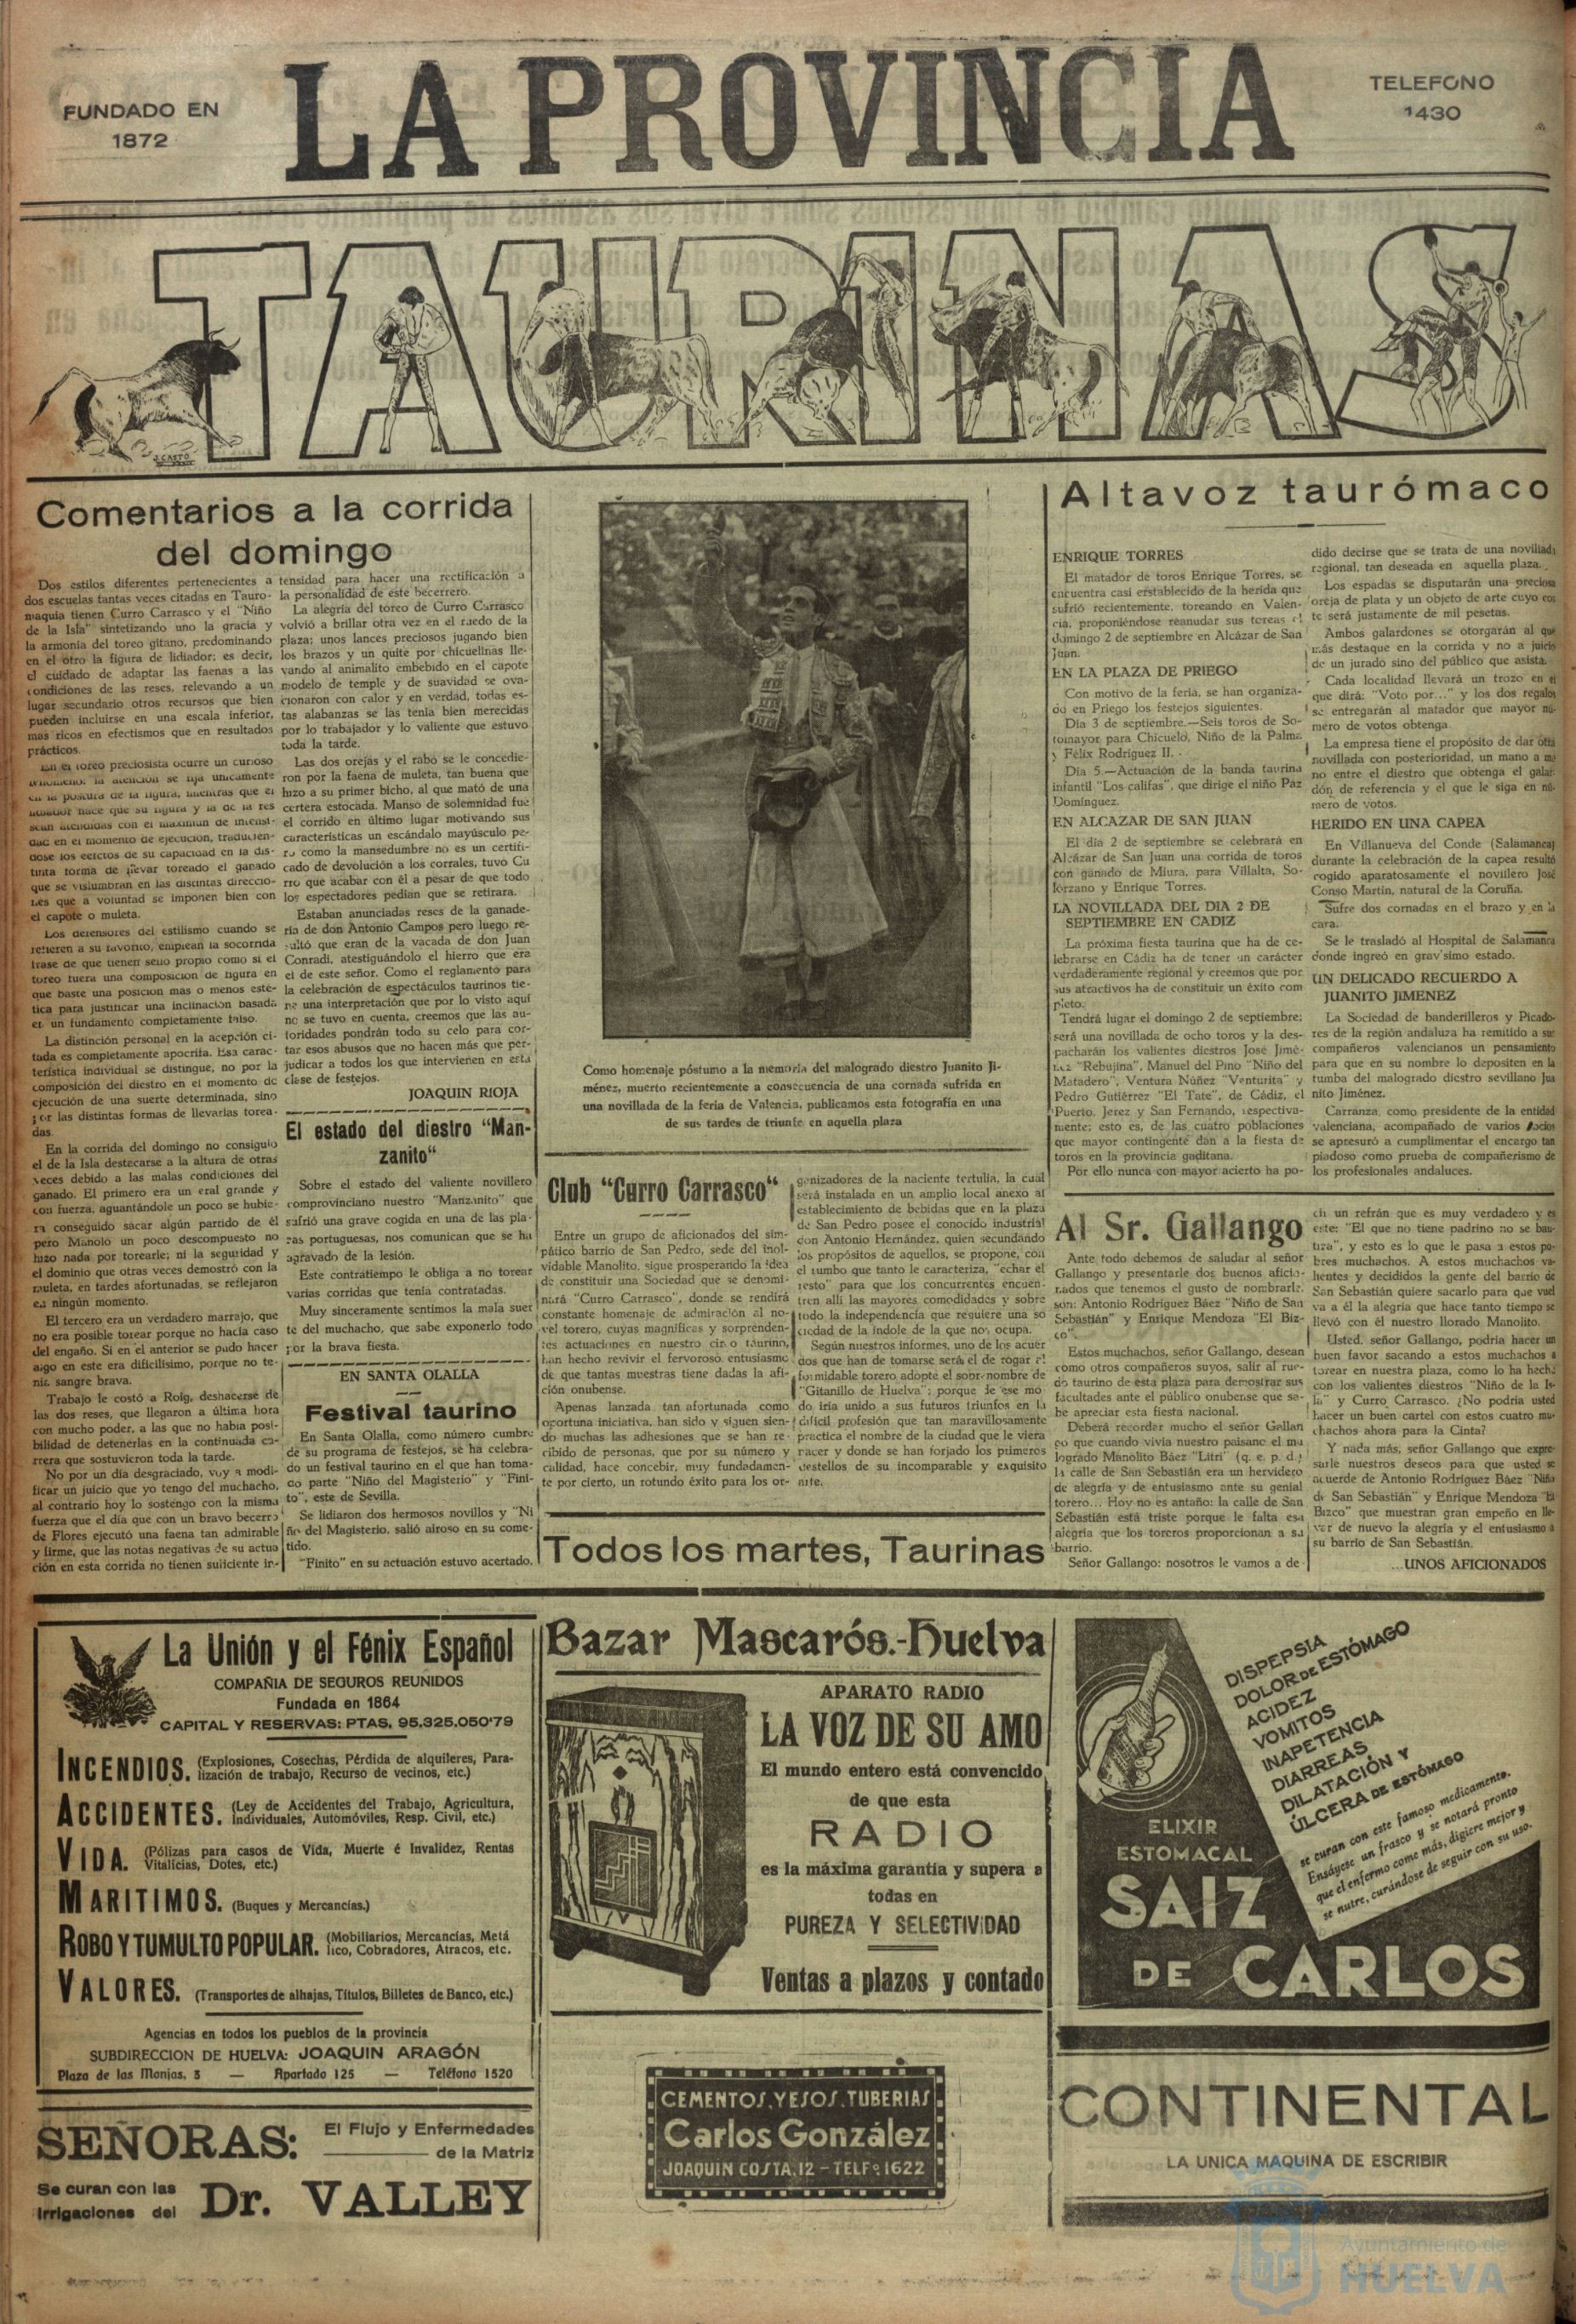 FUNDADO EN
1872
LA PROVINCIA
TELEFONO
1430
TAURINAS
J. CASTO
Comentarios a la corrida
del domingo
Dos estilos diferentes pertenecientes a
dos escuelas tantas veces citadas en Tauro-
maquia tienen Curro Carrasco y el "Niño
de la Isla" sintetizando uno la gracia y
la armonía del toreo gitano, predominando
en el otro la figura de lidiador; es decir,
el cuidado de adaptar las faenas a las
condiciones de las reses, relevando a un
lugar secundario otros recursos que bien
pueden incluirse en una escala inferior,
mas ricos en efectismos que en resultados
prácticos.
En el toreo preciosista ocurre un curioso
fenómeno: la atención se fija unicamente
en la postura de la figura, mientras que el
lidiador hace que su figura y la de la res
sean atendidas con el maximun de intensi-
dad en el momento de ejecución, traducien-
dose los efectos de su capacidad en la dis-
tinta forma de llevar toreado el ganado
que se vislumbran en las distintas direccio-
nes que a voluntad se imponen bien con
el capote o muleta.
Los defensores del estilismo cuando se
refieren a su favorito, emplean la socorrida
frase de que tienen sello propio como si el
toreo fuera una composicion de figura en
que baste una posicion mas o menos este-
tica para justificar una inclinación basada
en un fundamento completamente falso.
La distinción personal en la acepción ci-
tada es completamente apocrifa. Esa carac-
terística individual se distingue, no por la
composición del diestro en el momento de
ejecución de una suerte determinada, sino
por las distintas formas de llevarlas torea-
das.
En la corrida del domingo no consiguió
el de la Isla destacarse a la altura de otras
veces debido a las malas condiciones del
ganado. El primero era un eral grande y
con fuerza, aguantándole un poco se hubie-
ra conseguido sacar algún partido de él
pero Manolo un poco descompuesto no
hizo nada por torearle; ni la seguridad y
el dominio que otras veces demostró con la
muleta, en tardes afortunadas, se reflejaron
en ningún momento.
El tercero era un verdadero marrajo, que
no era posible torear porque no hacía caso
del engaño. Si en el anterior se pudo hacer
algo en este era dificilísimo, porque no te-
nía sangre brava.
Trabajo le costó a Roig, deshacerse de
las dos reses, que llegaron a última hora
con mucho poder, a las que no había posi-
bilidad de detenerlas en la continuada ca-
rrera que sostuvieron toda la tarde.
No por un día desgraciado, voy a modi-
ficar un juicio que yo tengo del muchacho,
al contrario hoy lo sostengo con la misma
fuerza que el día que con un bravo becerro
de Flores ejecutó una faena tan admirable
y firme, que las notas negativas de su actua
ción en esta corrida no tienen suficiente in-
tensidad para hacer una rectificación a
la personalidad de este becerrero.
La alegría del toreo de Curro Carrasco
volvió a brillar otra vez en el ruedo de la
plaza; unos lances preciosos jugando bien
los brazos y un quite por chicuelinas lle-
vando al animalito embebido en el capote
modelo de temple y de suavidad se ova-
cionaron con calor y en verdad, todas es-
tas alabanzas se las tenía bien merecidas
por lo trabajador y lo valiente que estuvo
toda la tarde.
Las dos orejas y el rabo se le concedie-
ron por la faena de muleta, tan buena que
hizo a su primer bicho, al que mató de una
certera estocada. Manso de solemnidad fué
el corrido en último lugar motivando sus
características un escándalo mayúsculo pe-
ro como la mansedumbre no es un certifi-
cado de devolución a los corrales, tuvo Cu
rro que acabar con él a pesar de que todo
los espectadores pedian que se retirara.
Estaban anunciadas reses de la ganade-
ría de don Antonio Campos pero luego re-
sultó que eran de la vacada de don Juan
Conradi, atestiguándolo el hierro que era
el de este señor. Como el reglamento para
la celebración de espectáculos taurinos tie-
ne una interpretación que por lo visto aquí
no se tuvo en cuenta, creemos que las au-
toridades pondrán todo su celo para cor-
tar esos abusos que no hacen más que per-
judicar a todos los que intervienen en esta
clase de festejos.
JOAQUIN RIOJA
El estado del diestro "Man-
zanito"
Sobre el estado del valiente novillero
comprovinciano nuestro "Manzanito" que
sufrió una grave cogida en una de las pla-
zas portuguesas, nos comunican que se ha
agravado de la lesión.
Este contratiempo le obliga a no torear
varias corridas que tenía contratadas.
Muy sinceramente sentimos la mala suer
te del muchacho, que sabe exponerlo todo
por la brava fiesta.
EN SANTA OLALLA
Festival taurino
En Santa Olalla, como número cumbre
de su programa de festejos, se ha celebra-
do un festival taurino en el que han toma-
do parte "Niño del Magisterio" y "Fini-
to", este de Sevilla.
Se lidiaron dos hermosos novillos y "Ni
ño del Magisterio, salió airoso en su come-
tido.
"Finito" en su actuación estuvo acertado.
Como homenaje póstumo a la memoria del malogrado diestro Juanito Ji-
ménez, muerto recientemente a consecuencia de una cornada sufrida en
una novillada de la feria de Valencia, publicamos esta fotografía en una
de sus tardes de triunfo en aquella plaza
Club "Curro Carrasco"
Entre un grupo de aficionados del sim-
pático barrio de San Pedro, sede del inol-
vidable Manolito, sigue prosperando la idea
de constituir una Sociedad que se denomi-
nará "Curro Carrasco", donde se rendirá
constante homenaje de admiración al no-
vel torero, cuyas magníficas y sorprenden-
tes actuaciones en nuestro circo taurino,
han hecho revivir el fervoroso entusiasmo
de que tantas muestras tiene dadas la afi-
ción onubense.
Apenas lanzada tan afortunada como
oportuna iniciativa, han sido y siguen sien-
do muchas las adhesiones que se han re-
cibido de personas, que por su número y
calidad, hace concebir, muy fundadamen-
te por cierto, un rotundo éxito para los or-
ganizadores de la naciente tertulia, la cual
será instalada en un amplio local anexo al
establecimiento de bebidas que en la plaza
de San Pedro posee el conocido industrial
don Antonio Hernández, quien secundando
los propósitos de aquellos, se propone, con
el rumbo que tanto le caracteriza, "echar el
resto" para que los concurrentes encuen-
tren allí las mayores comodidades y sobre
todo la independencia que requiere una so
ciedad de la índole de la que nos ocupa.
Según nuestros informes, uno de los acuer
dos que han de tomarse será el de rogar al
formidable torero adopte el sobrenombre de
"Gitanillo de Huelva"; porque de ese mo
do iría unido a sus futuros triunfos en la
difícil profesión que tan maravillosamente
practica el nombre de la ciudad que le viera
nacer y donde se han forjado los primeros
destellos de su incomparable y exquisito
arte.
Todos los martes, Taurinas
Altavoz taurómaco
ENRIQUE TORRES
El matador de toros Enrique Torres, se
encuentra casi erstablecido de la herida que
sufrió recientemente, toreando en Valen-
cia, proponiéndose reanudar sus toreas el
domingo 2 de septiembre en Alcázar de San
Juan.
EN LA PLAZA DE PRIEGO
Con motivo de la feria, se han organiza-
do en Priego los festejos siguientes.
Día 3 de septiembre.—Seis toros de So-
tomayor para Chicuelo, Niño de la Palma
y Félix Rodríguez II.
Día 5.—Actuación de la banda taurina
infantil "Los califas", que dirige el niño Paz
Domínguez.
EN ALCAZAR DE SAN JUAN
El día 2 de septiembre se celebrará en
Alcázar de San Juan una corrida de toros
con ganado de Miura, para Villalta, So-
lórzano y Enrique Torres.
LA NOVILLADA DEL DIA 2 DE
SEPTIEMBRE EN CADIZ
La próxima fiesta taurina que ha de ce-
lebrarse en Cádiz ha de tener un carácter
verdaderamente regional y creemos que por
sus atractivos ha de constituir un éxito com
pleto.
Tendrá lugar el domingo 2 de septiembre;
será una novillada de ocho toros y la des-
pacharán los valientes diestros José Jimé-
nez "Rebujina", Manuel del Pino "Niño del
Matadero", Ventura Núñez "Venturita" y
Pedro Gutiérrez "El Tate", de Cádiz, el
Puerto, Jerez y San Fernando, respectiva-
mente; esto es, de las cuatro poblaciones
que mayor contingente dan a la fiesta de
toros en la provincia gaditana.
Por ello nunca con mayor acierto ha po-
dido decirse que se trata de una novillada
regional, tan deseada en aquella plaza.
Los espadas se disputarán una preciosa
oreja de plata y un objeto de arte cuyo cos
te será justamente de mil pesetas.
Ambos galardones se otorgarán al que
más destaque en la corrida y no a juicio
de un jurado sino del público que asista.
Cada localidad llevará un trozo en el
que dirá: "Voto por..." y los dos regalos
se entregarán al matador que mayor nú-
mero de votos obtenga.
La empresa tiene el propósito de dar otra
novillada con posterioridad, un mano a ma
no entre el diestro que obtenga el galar-
dón de referencia y el que le siga en nú-
mero de votos.
HERIDO EN UNA CAPEA
En Villanueva del Conde (Salamanca)
durante la celebración de la capea resultó
cogido aparatosamente el novillero José
Conso Martín, natural de la Coruña.
Sufre dos cornadas en el brazo y en la
cara.
Se le trasladó al Hospital de Salamanca
donde ingreó en grav'simo estado.
UN DELICADO RECUERDO A
JUANITO JIMENEZ
La Sociedad de banderilleros y Picado-
res de la región andaluza ha remitido a sus
compañeros valencianos un pensamiento
para que en su nombre lo depositen en la
tumba del malogrado diestro sevillano Jua
nito Jiménez.
Carranza, como presidente de la entidad
valenciana, acompañado de varios socios
se apresuró a cumplimentar el encargo tan
piadoso como prueba de compañerismo de
los profesionales andaluces.
Al Sr. Gallango
Ante todo debemos de saludar al señor
Gallango y presentarle dos buenos aficio-
nados que tenemos el gusto de nombrarle,
són: Antonio Rodríguez Báez "Niño de San
Sebastián" y Enrique Mendoza "El Biz-
co".
Estos muchachos, señor Gallango, desean
como otros compañeros suyos, salir al rue-
do taurino de esta plaza para demostrar sus
facultades ante el público onubense que sa-
be apreciar esta fiesta nacional.
Deberá recordar mucho el señor Gallan
go que cuando vivía nuestro paisano el ma
logrado Manolito Báez "Litri" (q. e. p. d.)
la calle de San Sebastián era un hervidero
de alegría y de entusiasmo ante su genial
torero... Hoy no es antaño: la calle de San
Sebastián está triste porque le falta esa
alegría que los toreros proporcionan a su
barrio.
Señor Gallango: nosotros le vamos a de-
cir un refrán que es muy verdadero y es
este: "El que no tiene padrino no se bau-
tiza", y esto es lo que le pasa a estos po-
bres muchachos. A estos muchachos va-
lientes y decididos la gente del barrio de
San Sebastián quiere sacarlo para que vuel
va a él la alegría que hace tanto tiempo se
llevó con él nuestro llorado Manolito.
Usted, señor Gallango, podría hacer un
buen favor sacando a estos muchachos a
torear en nuestra plaza, como lo ha hecho
con los valientes diestros "Niño de la Is-
la" y Curro Carrasco. ¿No podría usted
hacer un buen cartel con estos cuatro mu-
chachos ahora para la Cinta?
Y nada más, señor Gallango que expre-
sarle nuestros deseos para que usted se
acuerde de Antonio Rodríguez Báez "Niño
de San Sebastián" y Enrique Mendoza "El
Bizco" que muestran gran empeño en lle-
var de nuevo la alegría y el entusiasmo a
su barrio de San Sebastián.
...UNOS AFICIONADOS
La Unión y el Fénix Español
COMPAÑIA DE SEGUROS REUNIDOS
Fundada en 1864
CAPITAL Y RESERVAS: PTAS. 95.325.050'79
INCENDIOS. (Explosiones, Cosechas, Pérdida de alquileres, Para-
lización de trabajo, Recurso de vecinos, etc.)
ACCIDENTES. (Ley de Accidentes del Trabajo, Agricultura,
Individuales, Automóviles, Resp. Civil, etc.)
VIDA. (Pólizas para casos de Vida, Muerte é Invalidez, Rentas
Vitalicias, Dotes, etc.)
MARITIMOS. (Buques y Mercancías.)
ROBO Y TUMULTO POPULAR. (Mobiliarios, Mercancías, Metá
lico, Cobradores, Atracos, etc.
VALORES. (Transportes de alhajas, Títulos, Billetes de Banco, etc.)
Agencias en todos los pueblos de la provincia
SUBDIRECCION DE HUELVA: JOAQUIN ARAGÓN
Plaza de las Monjas, 3 — Apartado 125 — Teléfono 1520
SEÑORAS: El Flujo y Enfermedades
de la Matriz
Se curan con las
irrigaciones del Dr. VALLEY
Bazar Mascarós.-Huelva
APARATO RADIO
LA VOZ DE SU AMO
El mundo entero está convencido
de que esta
RADIO
es la máxima garantía y supera a
todas en
PUREZA Y SELECTIVIDAD
Ventas a plazos y contado
CEMENTOS, YESOS, TUBERIAS
Carlos González
JOAQUIN COSTA, 12 - TELFº 1622
DISPEPSIA
DOLOR DE ESTÓMAGO
ACIDEZ
VOMITOS
INAPETENCIA
DIARREAS,
DILATACIÓN Y
ÚLCERA DE ESTÓMAGO
se curan con este famoso medicamento.
Ensáyese un frasco y se notará pronto
que el enfermo come más, digiere mejor y
se nutre, curándose de seguir con su uso.
ELIXIR
ESTOMACAL
SAIZ
DE CARLOS
CONTINENTAL
LA UNICA MAQUINA DE ESCRIBIR
Ayuntamiento de
HUELVA